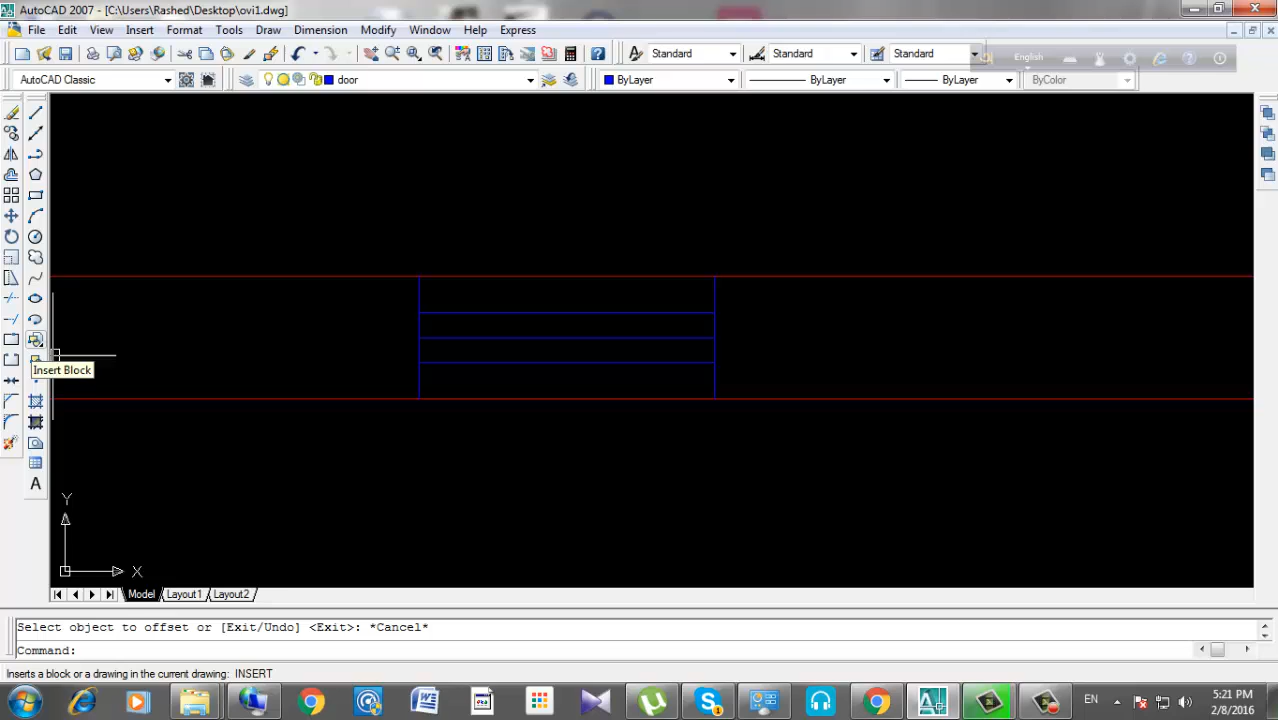 AutoCAD 2007 - [C:\Users\Rashed\Desktop\ovi1.dwg]
File Edit View Insert Format Tools Draw Dimension Modify Window Help Express
Standard Standard Standard English
AutoCAD Classic door ByLayer ByLayer ByLayer ByColor
Insert Block
A
Y
X
Model Layout1 Layout2
Select object to offset or [Exit/Undo] <Exit>: *Cancel*
Command:
Inserts a block or a drawing in the current drawing: INSERT
EN 5:21 PM
2/8/2016